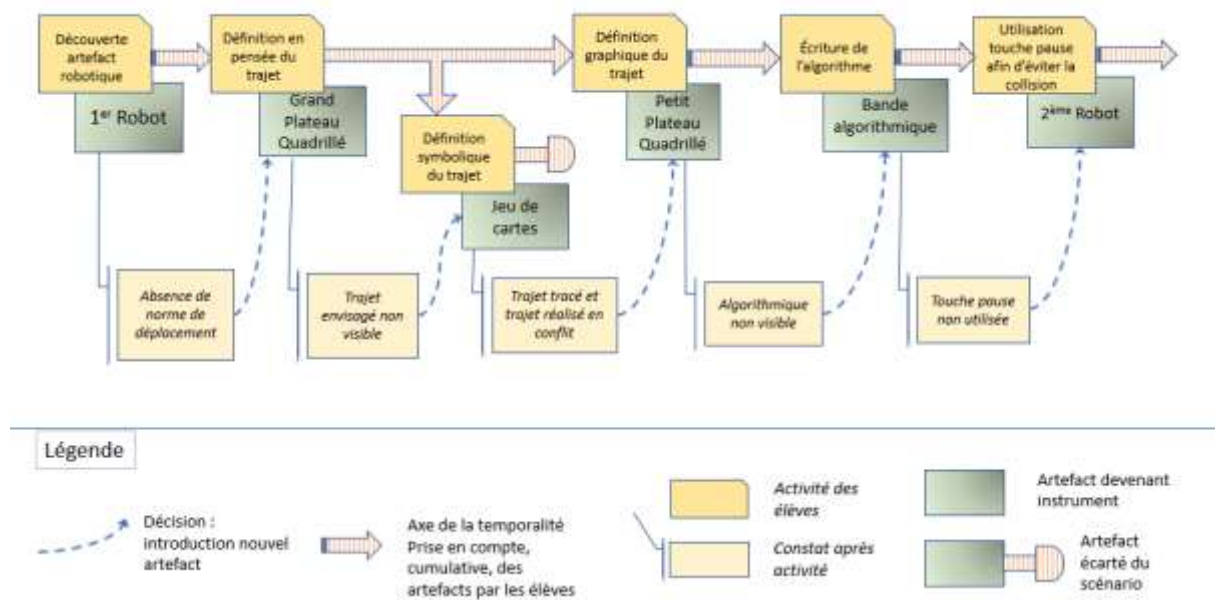 Découverte
artefact
robotique
1er Robot
Définition en
pensée du
trajet
Grand
Plateau
Quadrillé
Définition
symbolique
du trajet
Jeu de
cartes
Définition
graphique du
trajet
Petit
Plateau
Quadrillé
Écriture de
l'algorithme
Bande
algorithmique
Utilisation
touche pause
afin d'éviter la
collision
2ème Robot
Absence de
norme de
déplacement
Trajet
envisagé non
visible
Trajet tracé et
trajet réalisé en
conflit
Algorithmique
non visible
Touche pause
non utilisée
Légende
Décision :
introduction nouvel
artefact
Axe de la temporalité
Prise en compte,
cumulative, des
artefacts par les élèves
Activité des
élèves
Constat après
activité
Artefact devenant
instrument
Artefact
écarté du
scénario